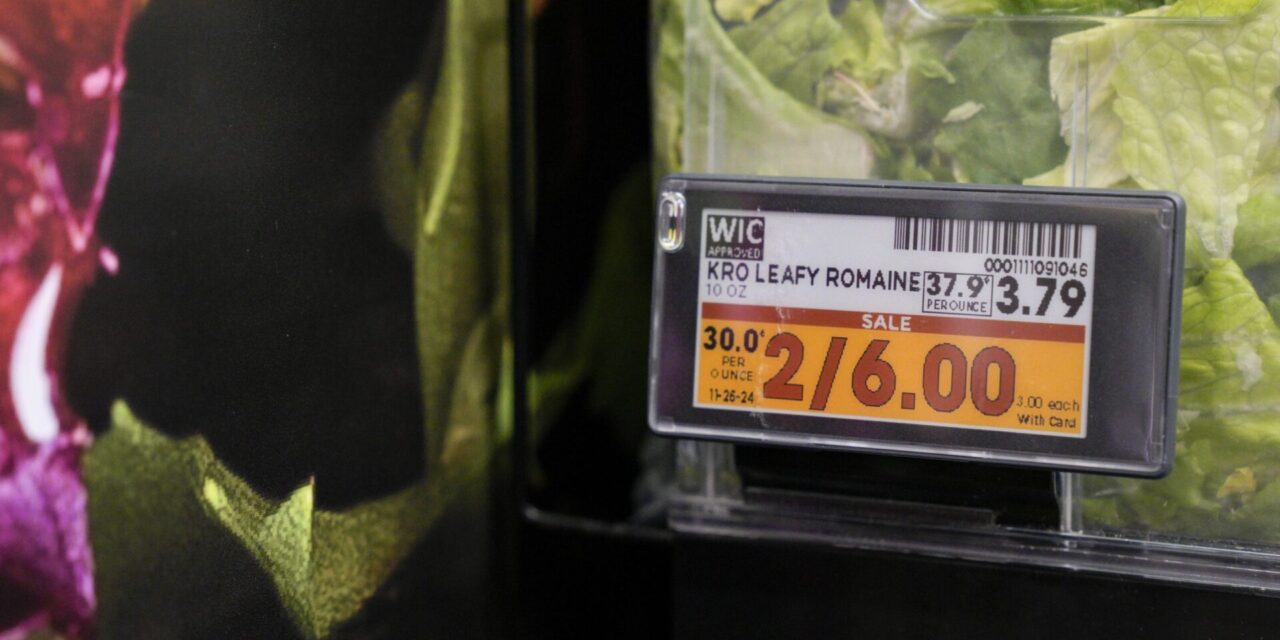 WIC
APPROVED
0001111091046
KRO LEAFY ROMAINE
10 OZ
37.9¢
PER OUNCE
3.79
SALE
30.0¢
PER
OUNCE
11-26-24
2/6.00
3.00 each
With Card